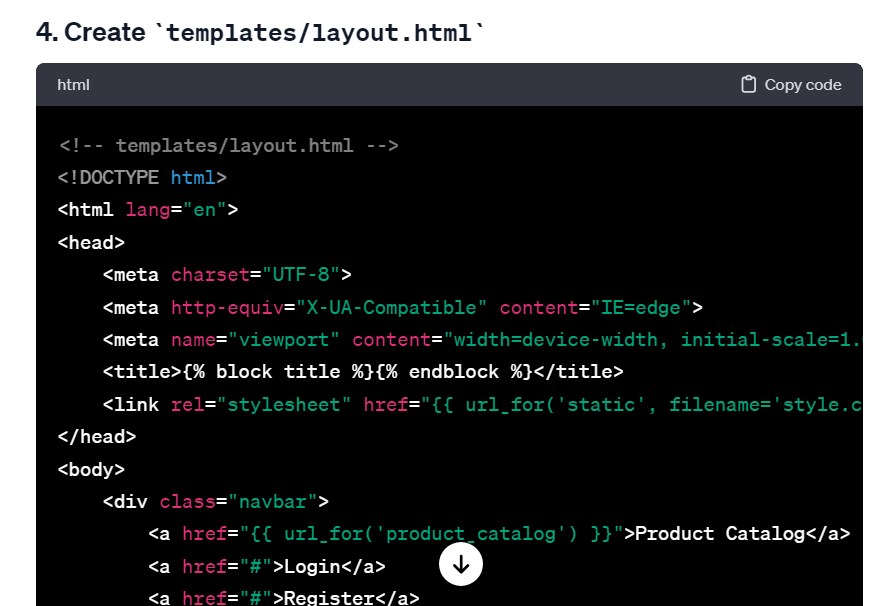 4. Create `templates/layout.html`
html
Copy code
<!-- templates/layout.html -->
<!DOCTYPE html>
<html lang="en">
<head>
    <meta charset="UTF-8">
    <meta http-equiv="X-UA-Compatible" content="IE=edge">
    <meta name="viewport" content="width=device-width, initial-scale=1.
    <title>{% block title %}{% endblock %}</title>
    <link rel="stylesheet" href="{{ url_for('static', filename='style.c
</head>
<body>
    <div class="navbar">
        <a href="{{ url_for('product_catalog') }}">Product Catalog</a>
        <a href="#">Login</a>
        <a href="#">Register</a>